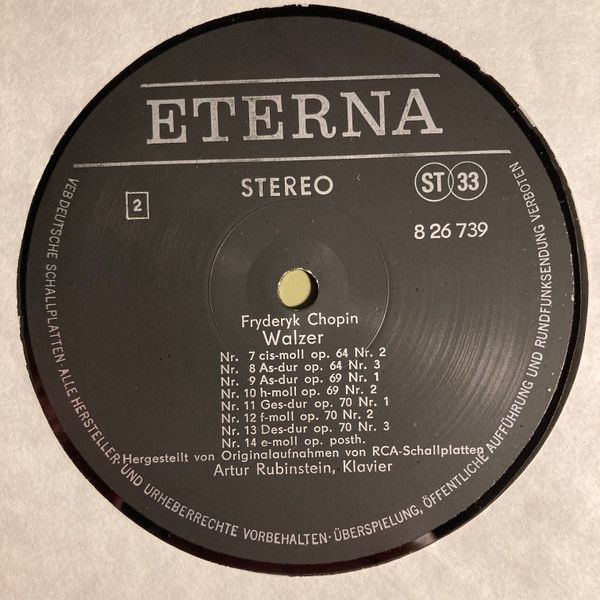 ETERNA
STEREO
ST 33
2
8 26 739
Fryderyk Chopin
Walzer
Nr. 7 cis-moll op. 64 Nr. 2
Nr. 8 As-dur op. 64 Nr. 3
Nr. 9 As-dur op. 69 Nr. 1
Nr. 10 h-moll op. 69 Nr. 2
Nr. 11 Ges-dur op. 70 Nr. 1
Nr. 12 f-moll op. 70 Nr. 2
Nr. 13 Des-dur op. 70 Nr. 3
Nr. 14 e-moll op. posth.
Hergestellt von Originalaufnahmen von RCA-Schallplatten
Artur Rubinstein, Klavier
VEB DEUTSCHE SCHALLPLATTEN ALLE HERSTELLER- UND URHEBERRECHTE VORBEHALTEN · ÜBERSPIELUNG, ÖFFENTLICHE AUFFÜHRUNG UND RUNDFUNKSENDUNG VERBOTEN